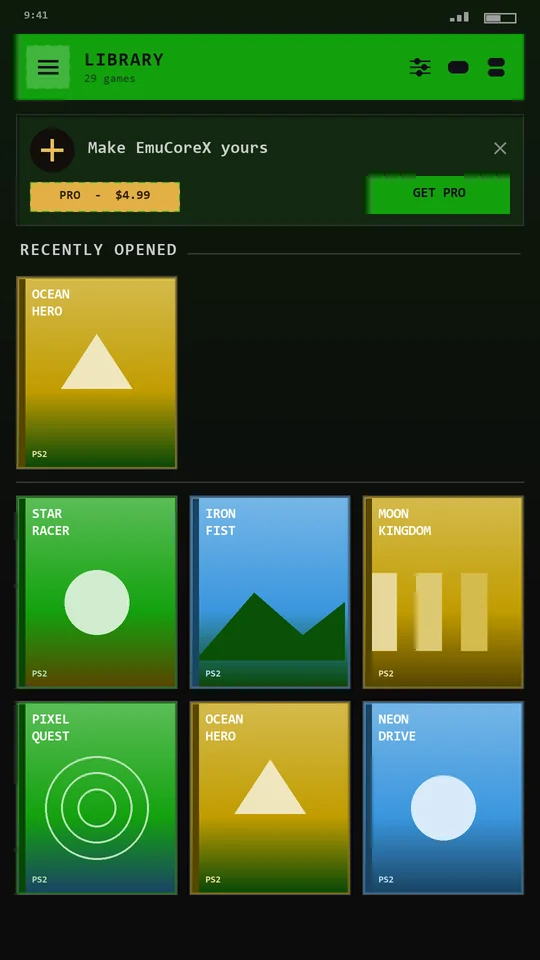 9:41
LIBRARY
29 games
Make EmuCoreX yours
PRO - $4.99
GET PRO
RECENTLY OPENED
OCEAN
HERO
PS2
STAR
RACER
PS2
IRON
FIST
PS2
MOON
KINGDOM
PS2
PIXEL
QUEST
PS2
OCEAN
HERO
PS2
NEON
DRIVE
PS2